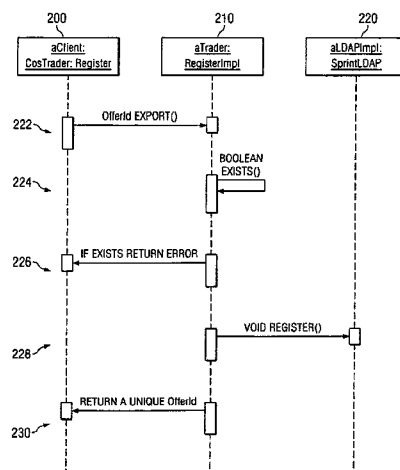 200
210
220
aClient:
CosTrader: Register
aTrader:
RegisterImpl
aLDAPImpl:
SprintLDAP
222
OfferId EXPORT()
224
BOOLEAN
EXISTS()
226
IF EXISTS RETURN ERROR
228
VOID REGISTER()
230
RETURN A UNIQUE OfferId